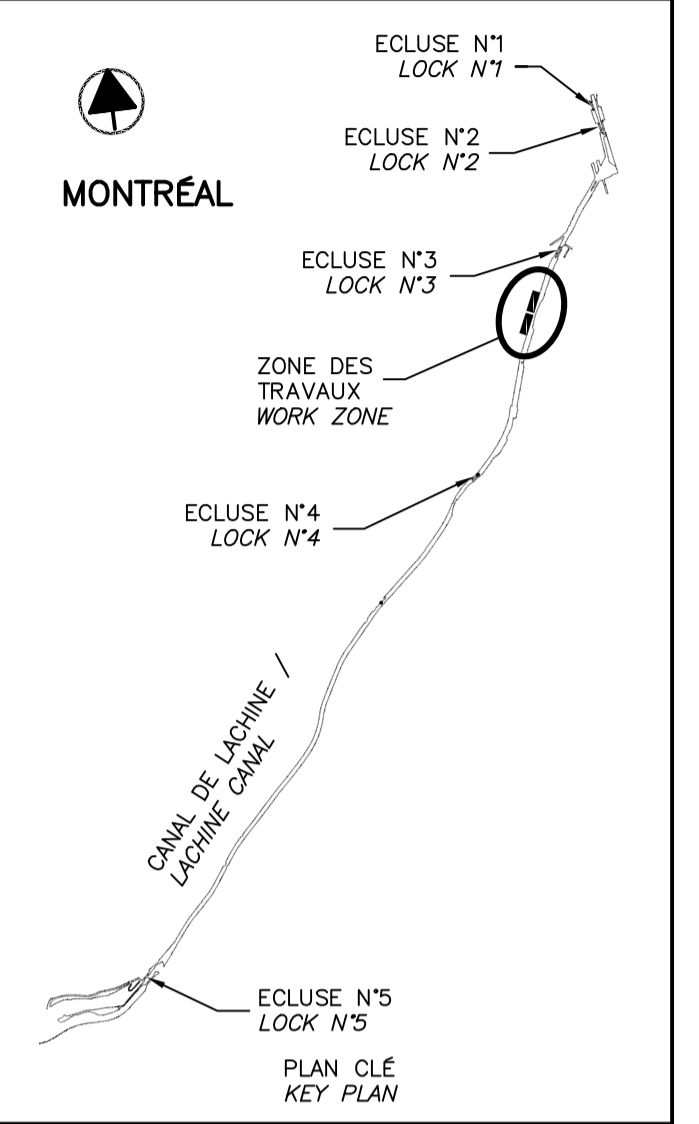 ECLUSE N°1
LOCK N°1
ECLUSE N°2
LOCK N°2
MONTRÉAL
ECLUSE N°3
LOCK N°3
ZONE DES
TRAVAUX
WORK ZONE
ECLUSE N°4
LOCK N°4
CANAL DE LACHINE /
LACHINE CANAL
ECLUSE N°5
LOCK N°5
PLAN CLÉ
KEY PLAN